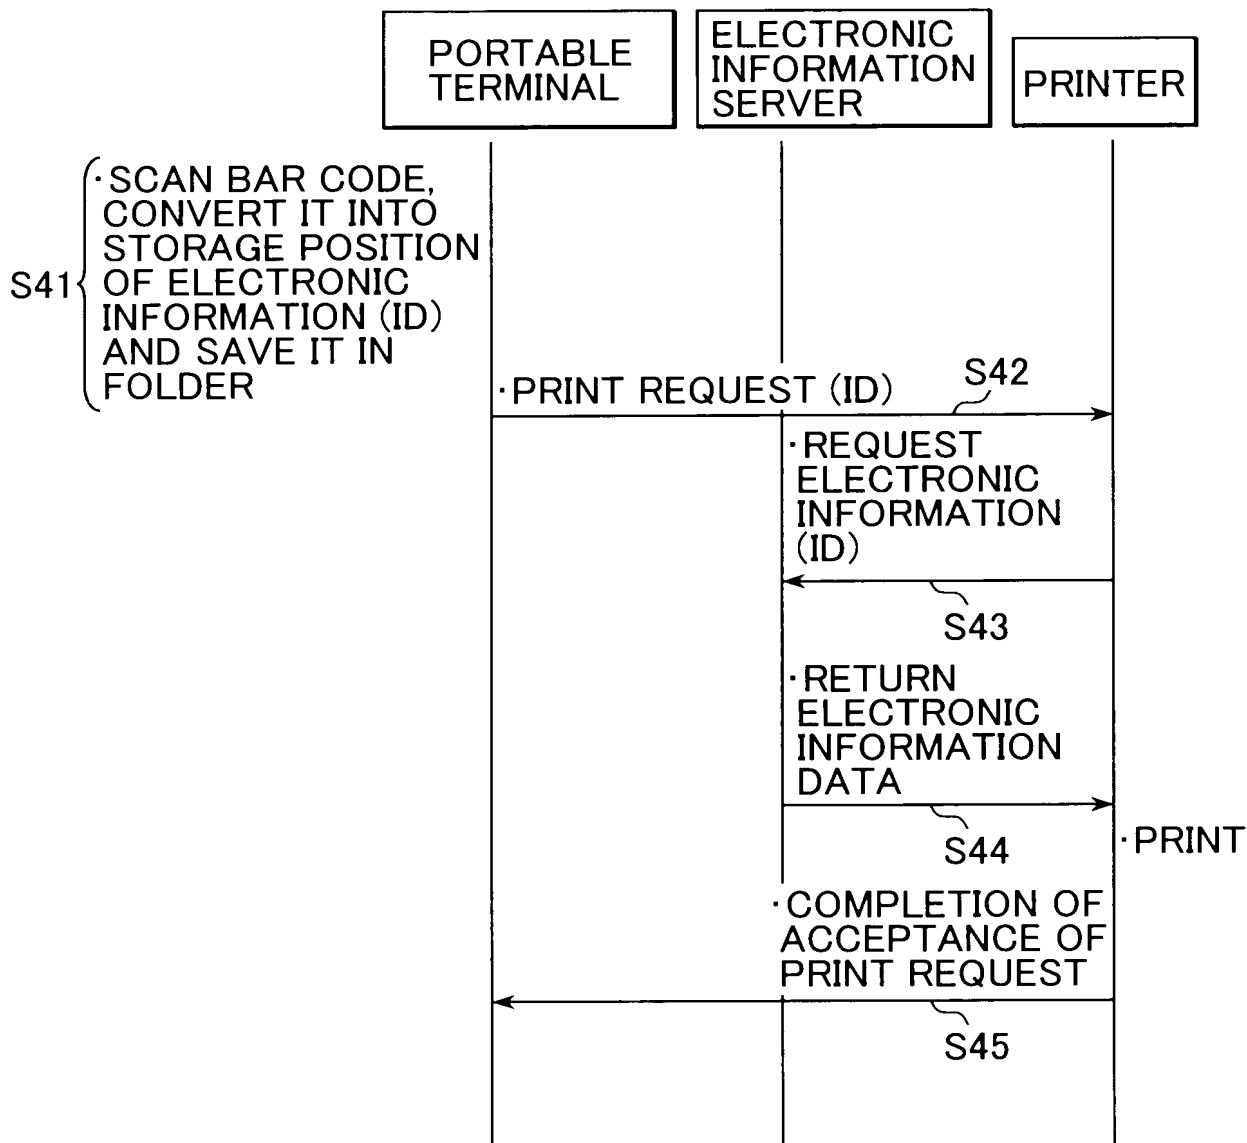 PORTABLE
TERMINAL
ELECTRONIC
INFORMATION
SERVER
PRINTER
S41
·SCAN BAR CODE,
CONVERT IT INTO
STORAGE POSITION
OF ELECTRONIC
INFORMATION (ID)
AND SAVE IT IN
FOLDER
·PRINT REQUEST (ID)
S42
·REQUEST
ELECTRONIC
INFORMATION
(ID)
S43
·RETURN
ELECTRONIC
INFORMATION
DATA
S44
·PRINT
·COMPLETION OF
ACCEPTANCE OF
PRINT REQUEST
S45